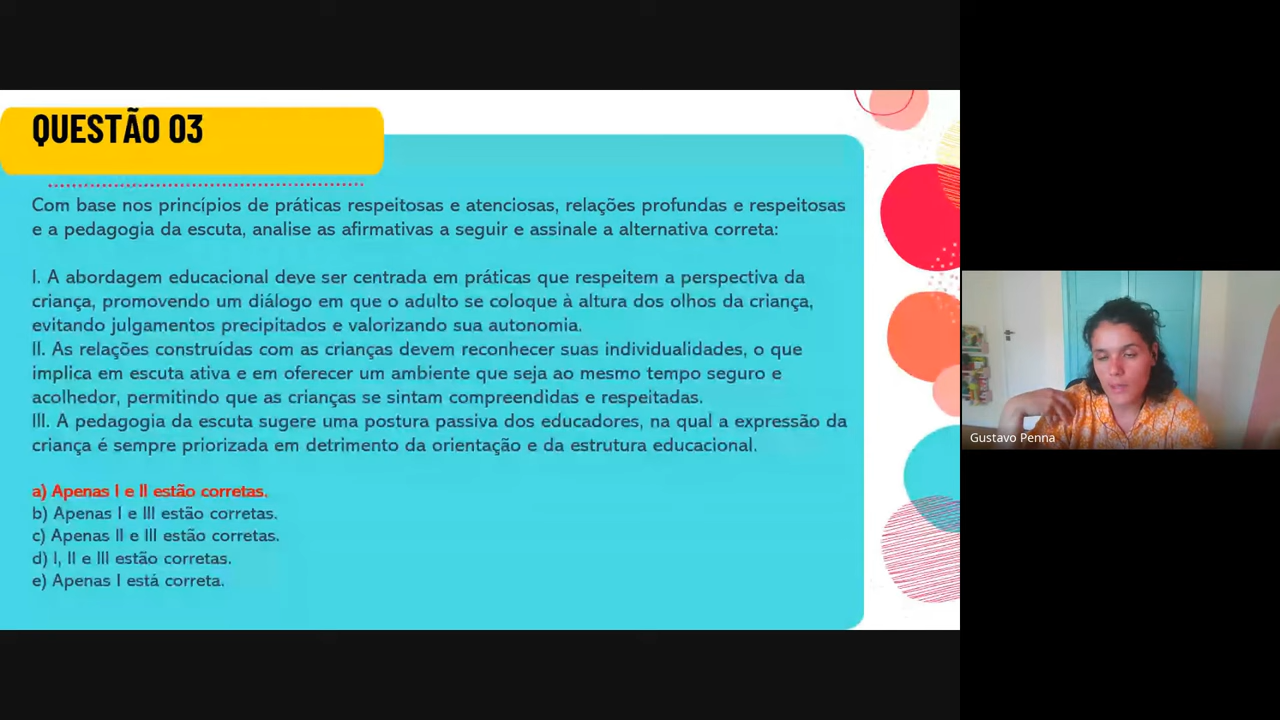 QUESTÃO 03
Com base nos princípios de práticas respeitosas e atenciosas, relações profundas e respeitosas
e a pedagogia da escuta, analise as afirmativas a seguir e assinale a alternativa correta:
I. A abordagem educacional deve ser centrada em práticas que respeitem a perspectiva da
criança, promovendo um diálogo em que o adulto se coloque à altura dos olhos da criança,
evitando julgamentos precipitados e valorizando sua autonomia.
II. As relações construídas com as crianças devem reconhecer suas individualidades, o que
implica em escuta ativa e em oferecer um ambiente que seja ao mesmo tempo seguro e
acolhedor, permitindo que as crianças se sintam compreendidas e respeitadas.
III. A pedagogia da escuta sugere uma postura passiva dos educadores, na qual a expressão da
criança é sempre priorizada em detrimento da orientação e da estrutura educacional.
a) Apenas I e II estão corretas.
b) Apenas I e III estão corretas.
c) Apenas II e III estão corretas.
d) I, II e III estão corretas.
e) Apenas I está correta.
Gustavo Penna